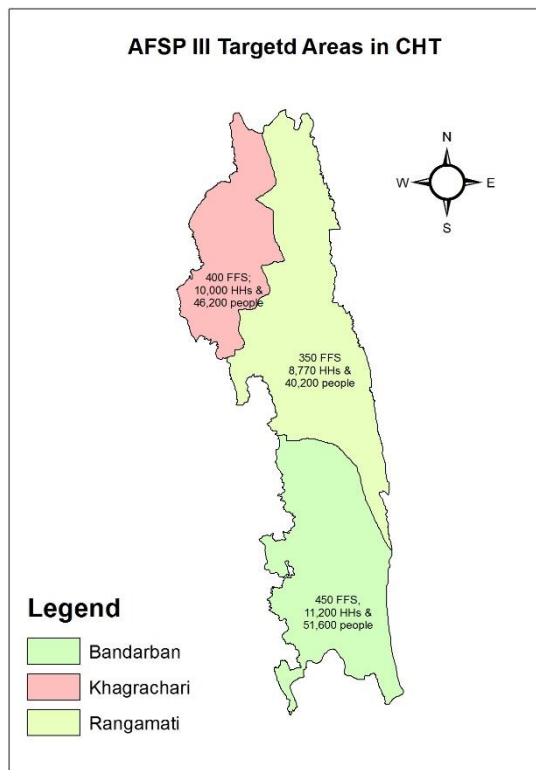 AFSP III Targetd Areas in CHT
N
W
E
S
400 FFS;
10,000 HHs &
46,200 people
350 FFS
8,770 HHs &
40,200 people
450 FFS,
11,200 HHs &
51,600 people
Legend
Bandarban
Khagrachari
Rangamati